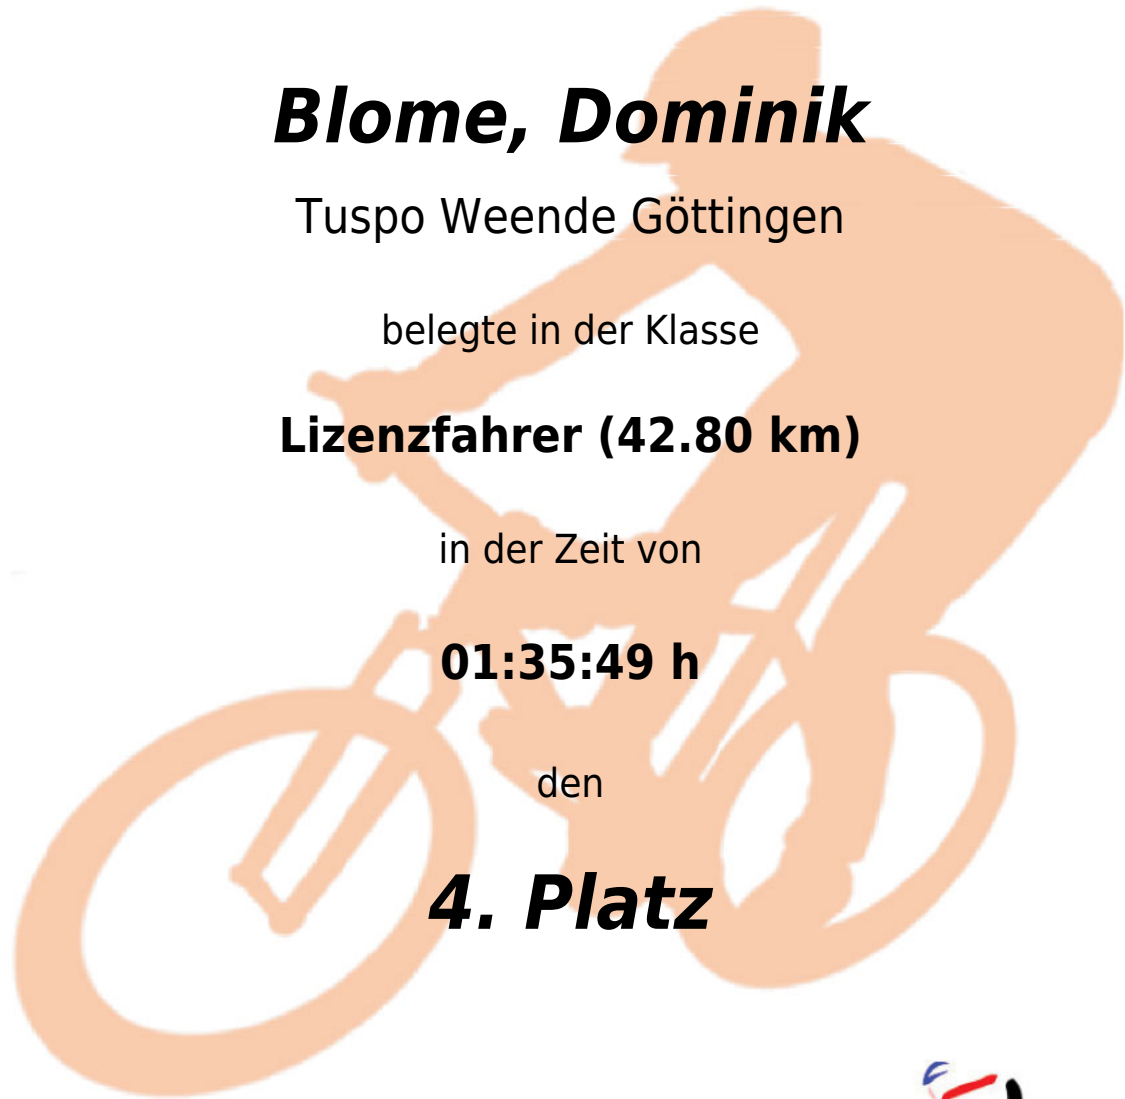 Blome, Dominik
Tuspo Weende Göttingen
belegte in der Klasse
Lizenzfahrer (42.80 km)
in der Zeit von
01:35:49 h
den
4. Platz